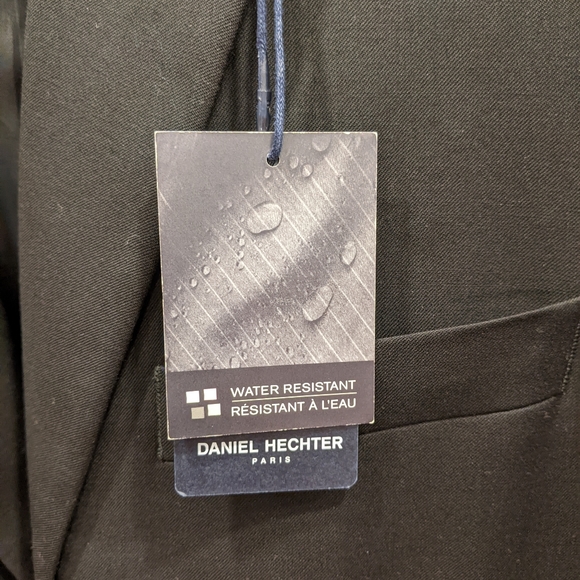 WATER RESISTANT
RÉSISTANT À L'EAU
DANIEL HECHTER
PARIS